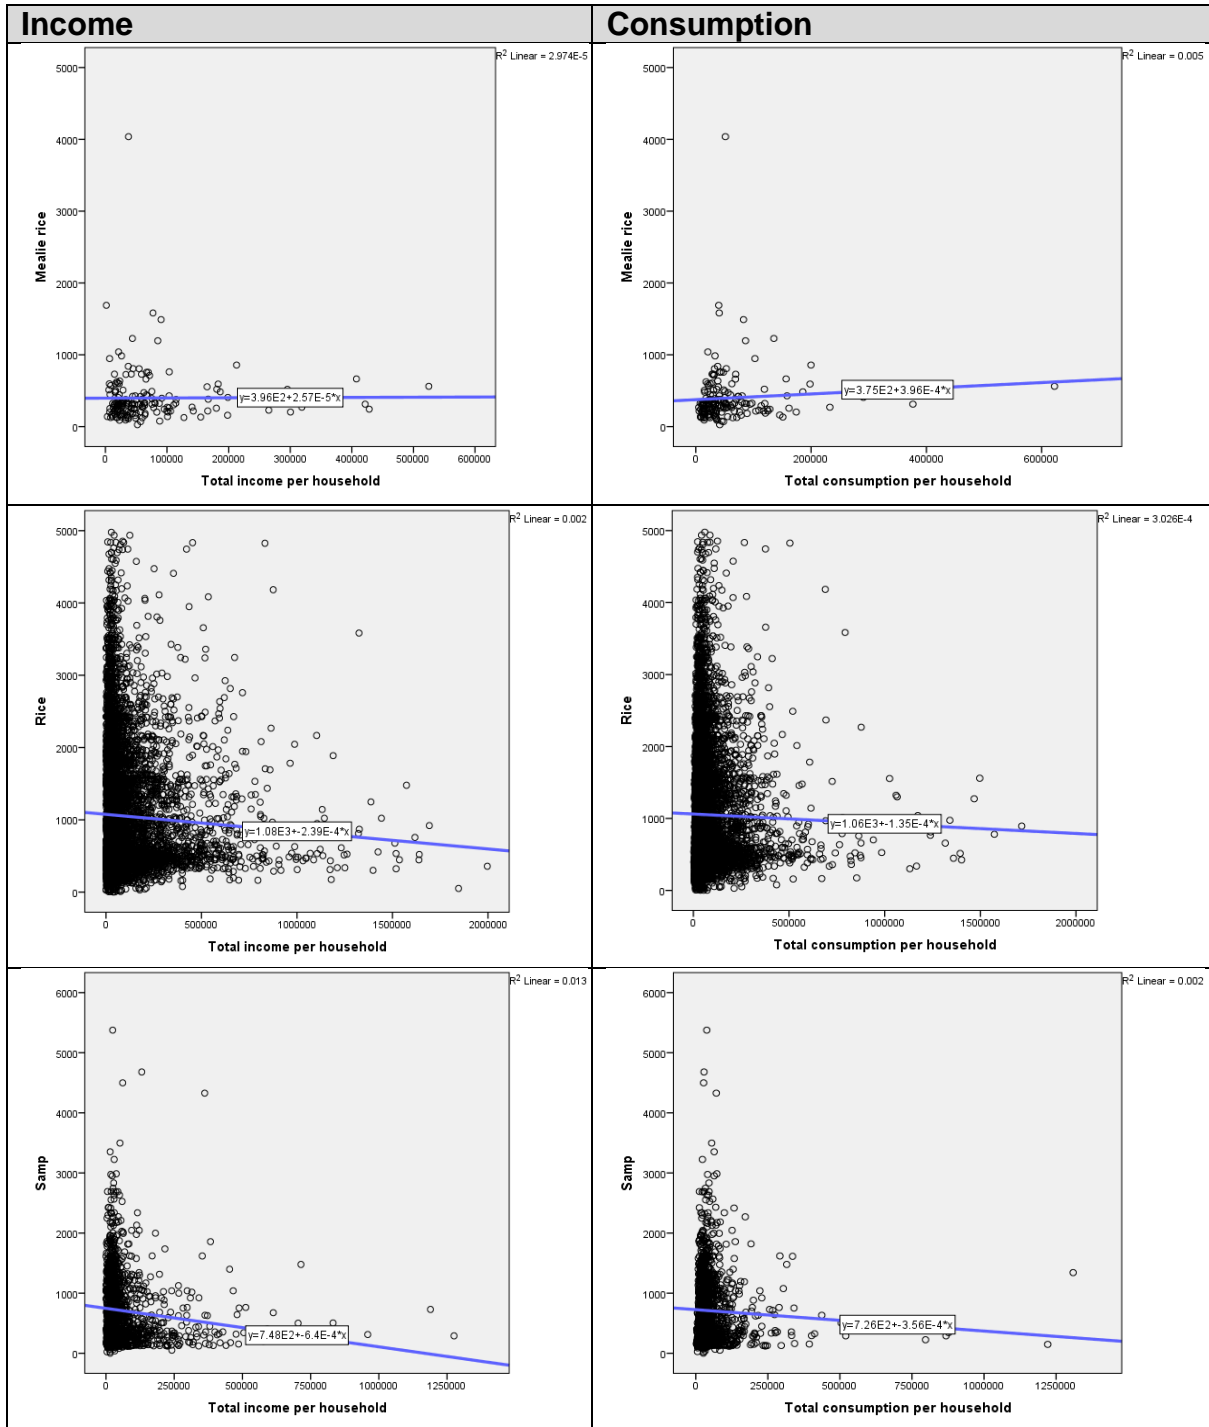 Income
Consumption
R² Linear = 2.974E-5
5000
4000
3000
2000
1000
0
Mealie rice
y=3.96E2+2.57E-5*x
0 100000 200000 300000 400000 500000 600000
Total income per household
R² Linear = 0.005
5000
4000
3000
2000
1000
0
Mealie rice
y=3.75E2+3.96E-4*x
0 200000 400000 600000
Total consumption per household
R² Linear = 0.002
5000
4000
3000
2000
1000
0
Rice
y=1.08E3+-2.39E-4*x
0 500000 1000000 1500000 2000000
Total income per household
R² Linear = 3.026E-4
5000
4000
3000
2000
1000
0
Rice
y=1.06E3+-1.35E-4*x
0 500000 1000000 1500000 2000000
Total consumption per household
R² Linear = 0.013
6000
5000
4000
3000
2000
1000
0
Samp
y=7.48E2+-6.4E-4*x
0 250000 500000 750000 1000000 1250000
Total income per household
R² Linear = 0.002
6000
5000
4000
3000
2000
1000
0
Samp
y=7.26E2+-3.56E-4*x
0 250000 500000 750000 1000000 1250000
Total consumption per household